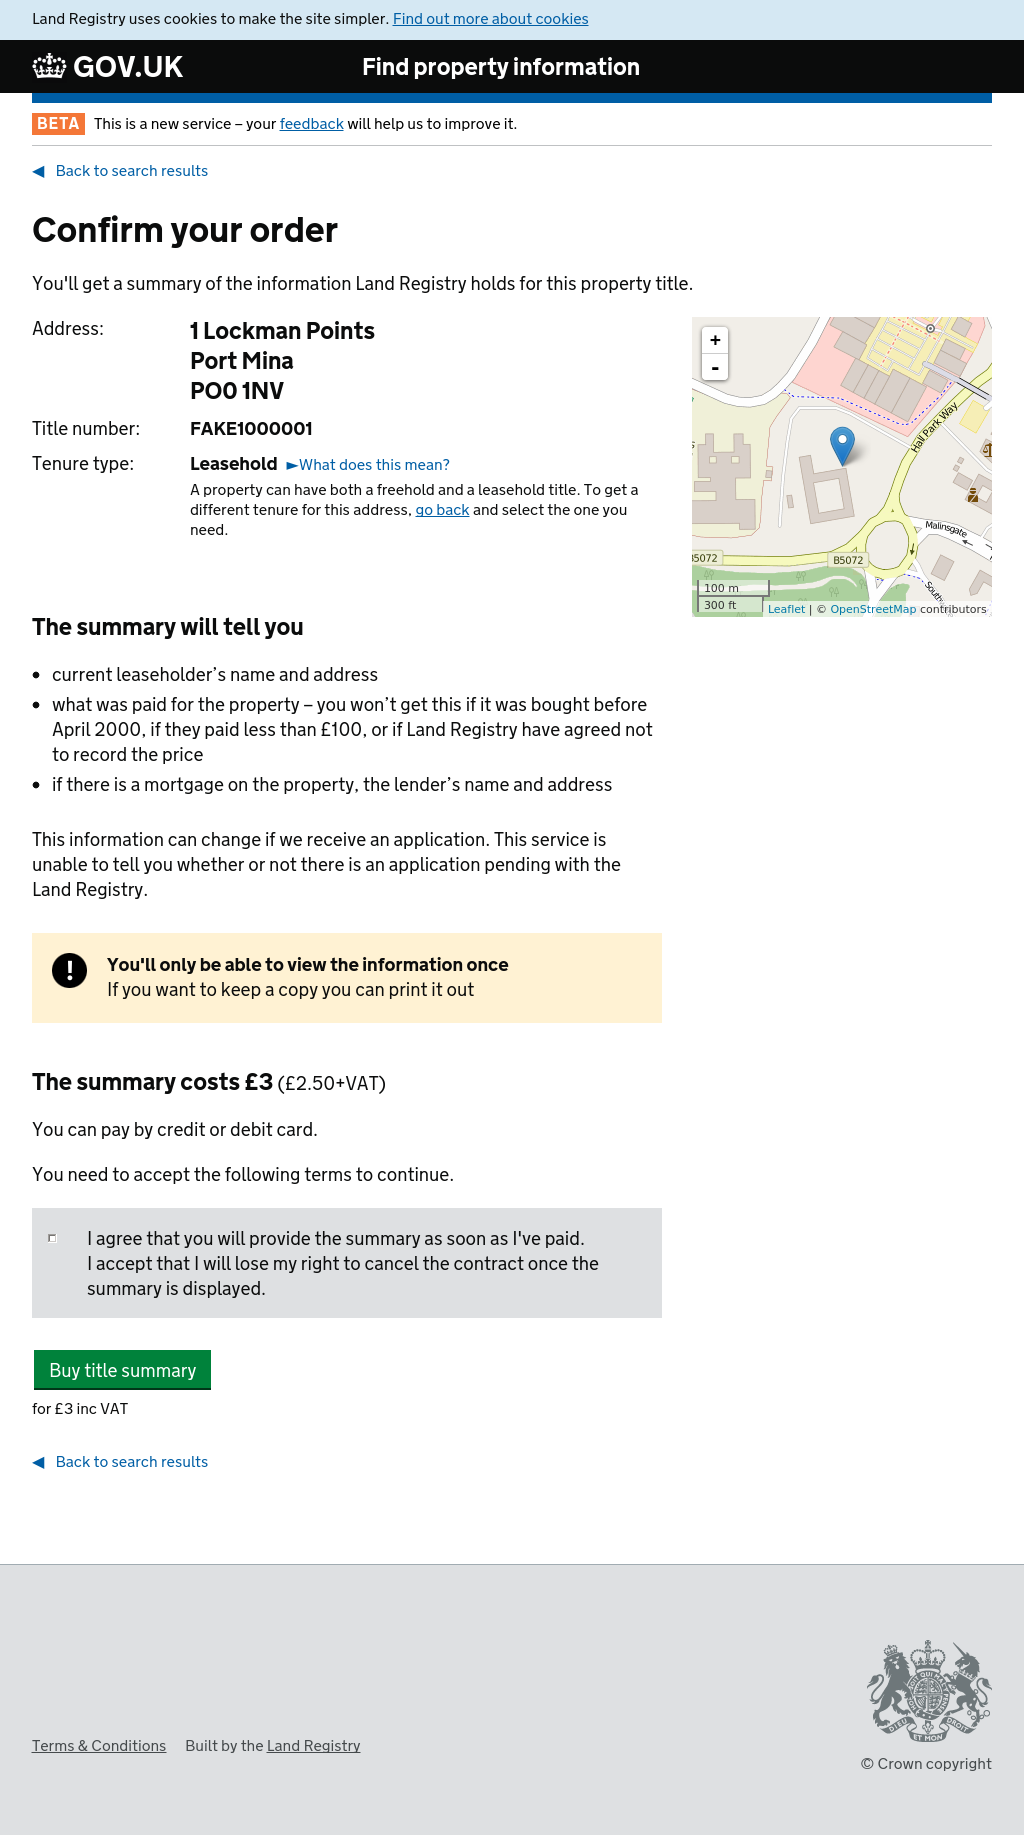 Land Registry uses cookies to make the site simpler. Find out more about cookies
GOV.UK
Find property information
BETA This is a new service – your feedback will help us to improve it.
◀ Back to search results
Confirm your order
You'll get a summary of the information Land Registry holds for this property title.
Address:
1 Lockman Points
Port Mina
PO0 1NV
Title number:
FAKE1000001
Tenure type:
Leasehold ►What does this mean?
A property can have both a freehold and a leasehold title. To get a
different tenure for this address, go back and select the one you
need.
+
-
Hall Park Way
Malinsgate
B5072
B5072
100 m
300 ft
Leaflet | © OpenStreetMap contributors
The summary will tell you
• current leaseholder’s name and address
• what was paid for the property – you won’t get this if it was bought before
April 2000, if they paid less than £100, or if Land Registry have agreed not
to record the price
• if there is a mortgage on the property, the lender’s name and address
This information can change if we receive an application. This service is
unable to tell you whether or not there is an application pending with the
Land Registry.
!
You'll only be able to view the information once
If you want to keep a copy you can print it out
The summary costs £3 (£2.50+VAT)
You can pay by credit or debit card.
You need to accept the following terms to continue.
I agree that you will provide the summary as soon as I've paid.
I accept that I will lose my right to cancel the contract once the
summary is displayed.
Buy title summary
for £3 inc VAT
◀ Back to search results
Terms & Conditions Built by the Land Registry
DIEU ET MON DROIT
© Crown copyright